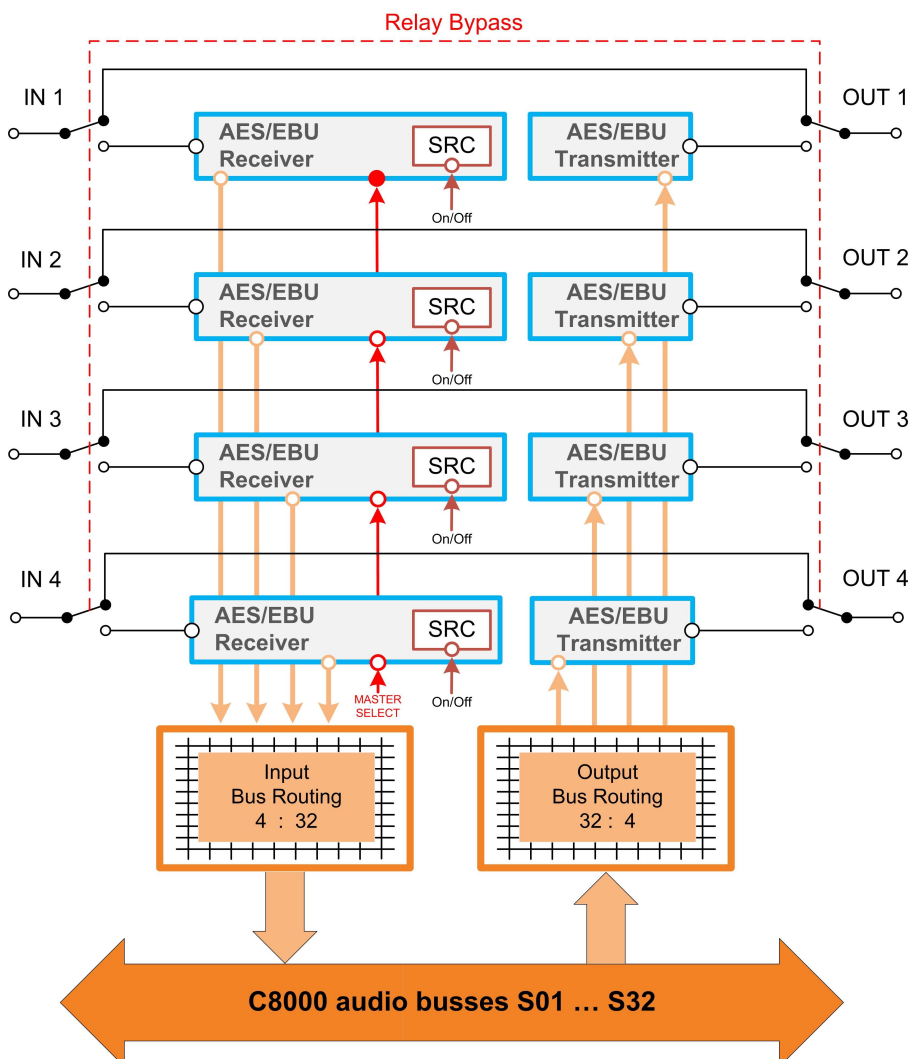 Relay Bypass
IN 1
AES/EBU
Receiver
SRC
On/Off
AES/EBU
Transmitter
OUT 1
IN 2
AES/EBU
Receiver
SRC
On/Off
AES/EBU
Transmitter
OUT 2
IN 3
AES/EBU
Receiver
SRC
On/Off
AES/EBU
Transmitter
OUT 3
IN 4
AES/EBU
Receiver
SRC
MASTER
SELECT
On/Off
AES/EBU
Transmitter
OUT 4
Input
Bus Routing
4 : 32
Output
Bus Routing
32 : 4
C8000 audio busses S01 ... S32